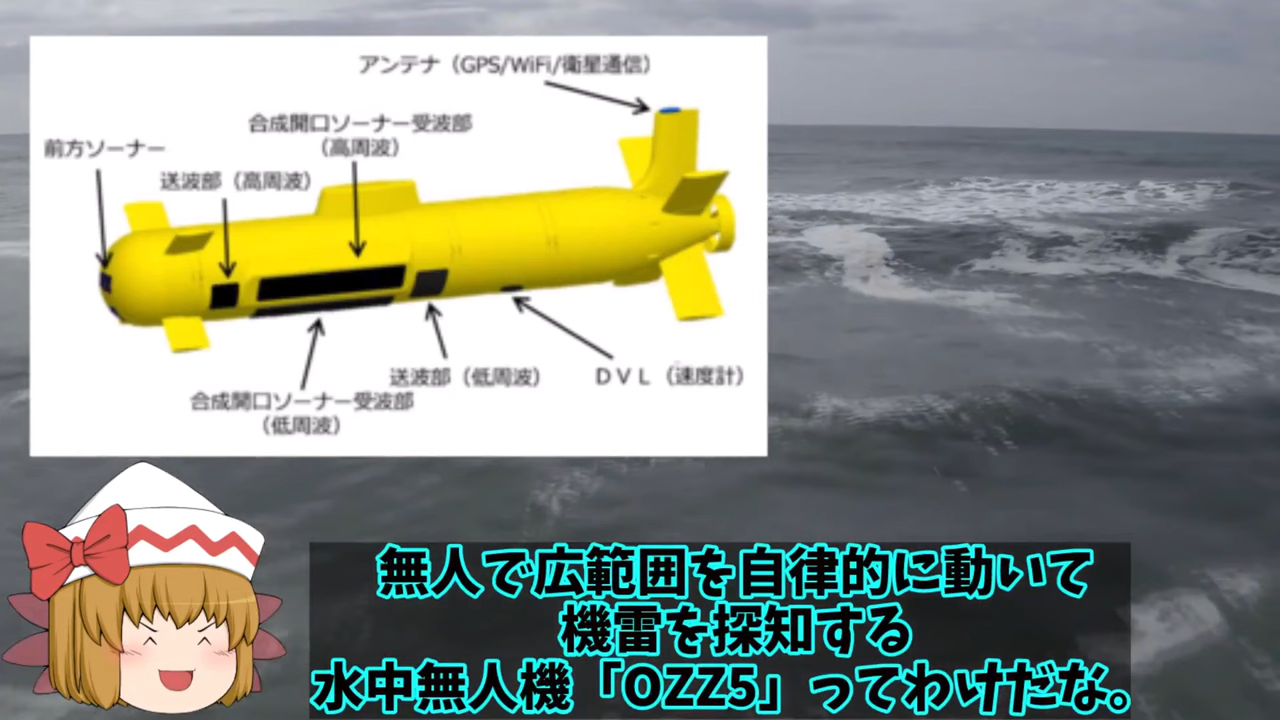 アンテナ（GPS/WiFi/衛星通信）
合成開口ソーナー受波部
（高周波）
前方ソーナー
送波部（高周波）
送波部（低周波）
DVL（速度計）
合成開口ソーナー受波部
（低周波）
無人で広範囲を自律的に動いて
機雷を探知する
水中無人機「OZZ5」ってわけだな。